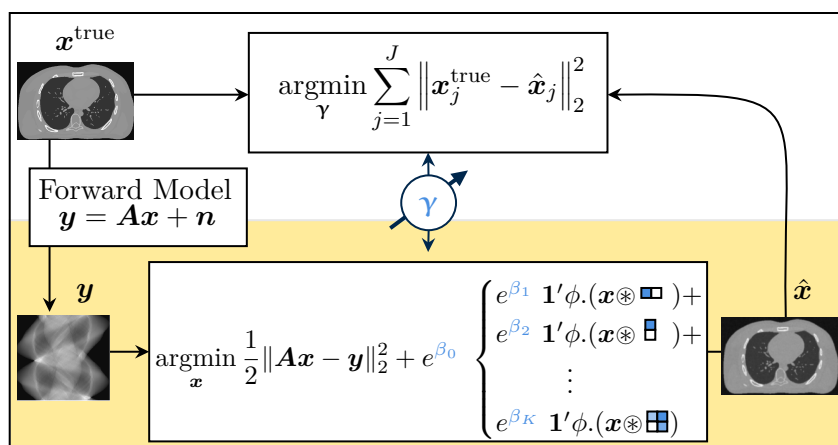 x^true
argmin_γ \sum_{j=1}^{J} ‖x_j^true − x̂_j‖_2^2
Forward Model
y = Ax + n
γ
y
x̂
argmin_x 1/2 ‖Ax − y‖_2^2 + e^{β_0} {
e^{β_1} 1′ϕ.(x⊛ )+
e^{β_2} 1′ϕ.(x⊛ )+
⋮
e^{β_K} 1′ϕ.(x⊛ )